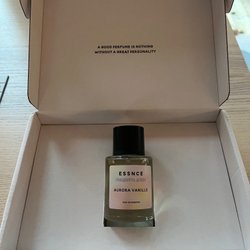 A GOOD PERFUME IS NOTHING
WITHOUT A GREAT PERSONALITY
ESSNCE
AURORA VANILLE